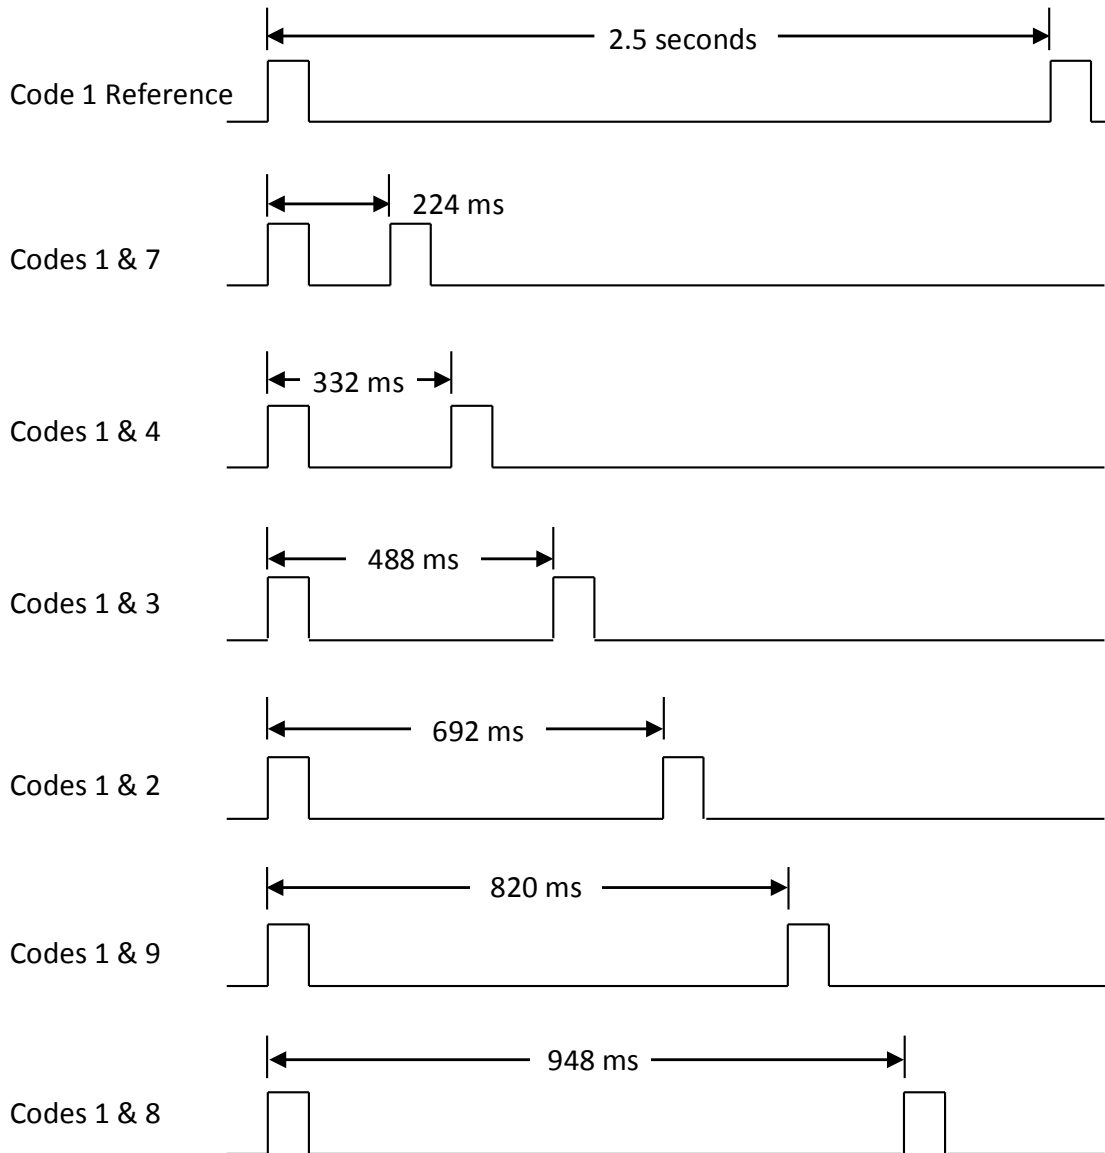 2.5 seconds
Code 1 Reference
224 ms
Codes 1 & 7
332 ms
Codes 1 & 4
488 ms
Codes 1 & 3
692 ms
Codes 1 & 2
820 ms
Codes 1 & 9
948 ms
Codes 1 & 8